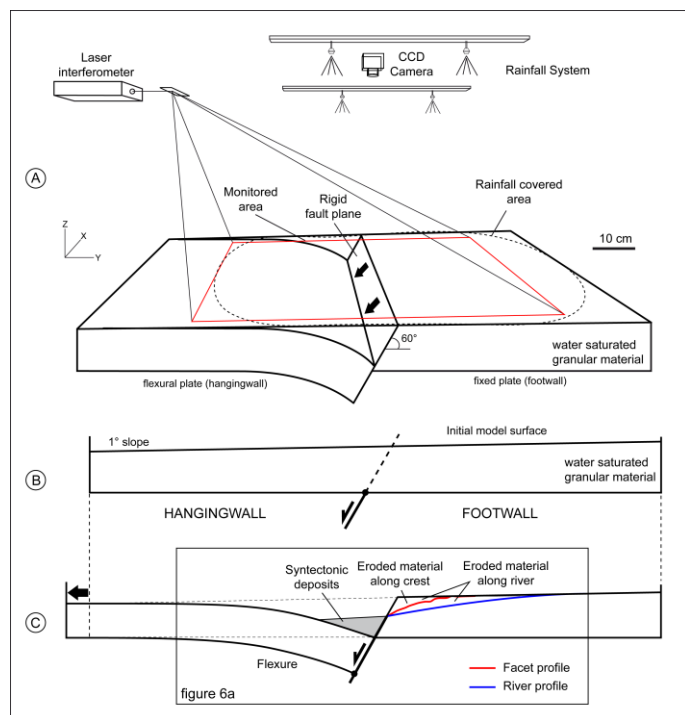 Laser
interferometer
CCD
Camera
Rainfall System
A
Monitored
area
Rigid
fault plane
Rainfall covered
area
Z
X
Y
10 cm
60°
water saturated
granular material
flexural plate (hangingwall)
fixed plate (footwall)
B
1° slope
Initial model surface
water saturated
granular material
HANGINGWALL
FOOTWALL
C
Syntectonic
deposits
Eroded material
along crest
Eroded material
along river
Flexure
Facet profile
River profile
figure 6a